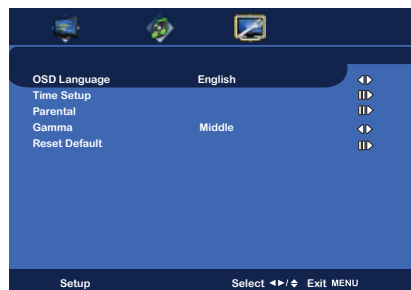 OSD Language English
Time Setup
Parental
Gamma Middle
Reset Default
Setup Select ◄►/♦ Exit MENU